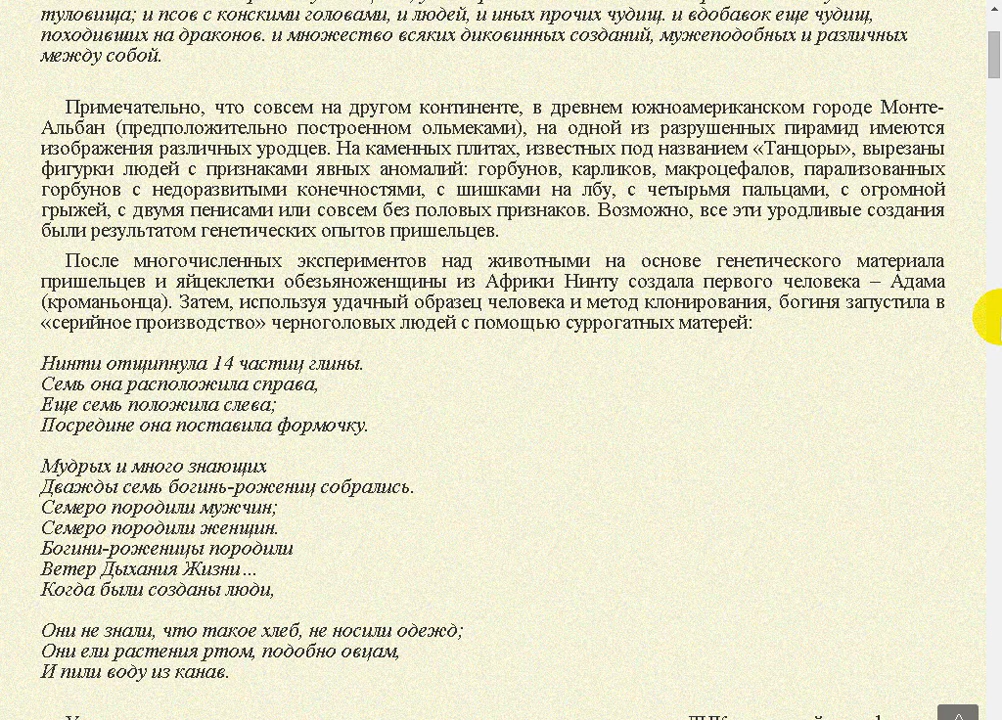 туловища; и псов с конскими головами, и людей, и иных прочих чудищ. и вдобавок еще чудищ,
походивших на драконов. и множество всяких диковинных созданий, мужеподобных и различных
между собой.
Примечательно, что совсем на другом континенте, в древнем южноамериканском городе Монте-
Альбан (предположительно построенном ольмеками), на одной из разрушенных пирамид имеются
изображения различных уродцев. На каменных плитах, известных под названием «Танцоры», вырезаны
фигурки людей с признаками явных аномалий: горбунов, карликов, макроцефалов, парализованных
горбунов с недоразвитыми конечностями, с шишками на лбу, с четырьмя пальцами, с огромной
грыжей, с двумя пенисами или совсем без половых признаков. Возможно, все эти уродливые создания
были результатом генетических опытов пришельцев.
После многочисленных экспериментов над животными на основе генетического материала
пришельцев и яйцеклетки обезьяноженщины из Африки Нинту создала первого человека – Адама
(кроманьонца). Затем, используя удачный образец человека и метод клонирования, богиня запустила в
«серийное производство» черноголовых людей с помощью суррогатных матерей:
Нинти отщипнула 14 частиц глины.
Семь она расположила справа,
Еще семь положила слева;
Посредине она поставила формочку.
Мудрых и много знающих
Дважды семь богинь-рожениц собрались.
Семеро породили мужчин;
Семеро породили женщин.
Богини-роженицы породили
Ветер Дыхания Жизни…
Когда были созданы люди,
Они не знали, что такое хлеб, не носили одежд;
Они ели растения ртом, подобно овцам,
И пили воду из канав.